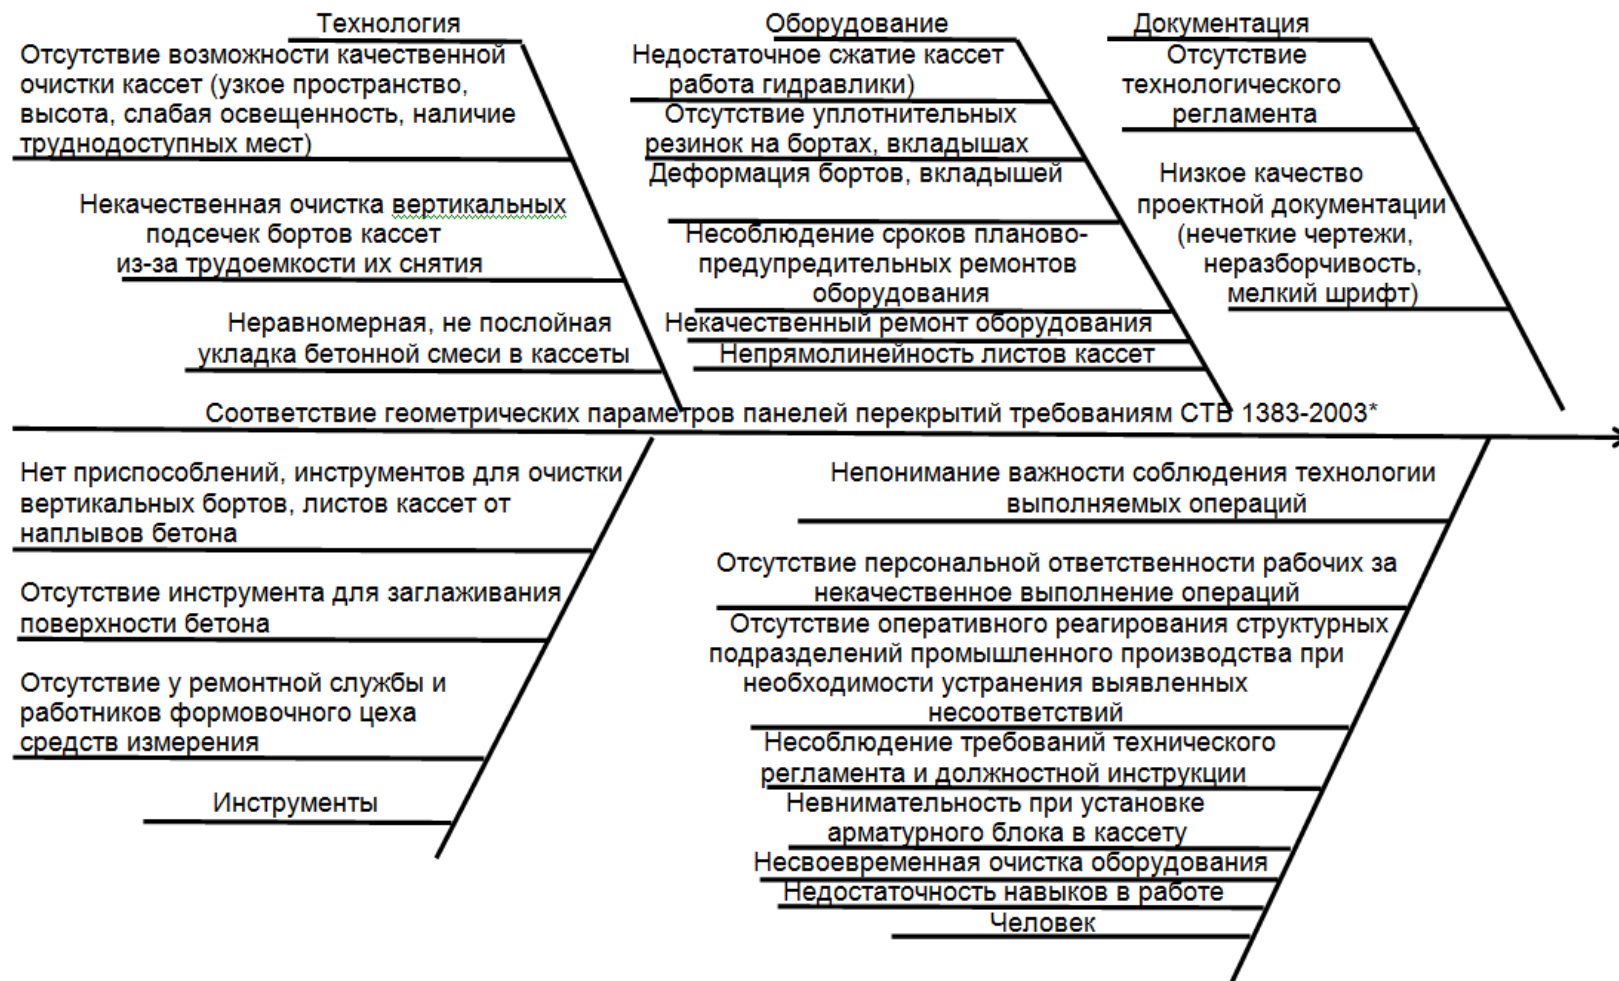 Технология
Отсутствие возможности качественной
очистки кассет (узкое пространство,
высота, слабая освещенность, наличие
труднодоступных мест)
Некачественная очистка вертикальных
подсечек бортов кассет
из-за трудоемкости их снятия
Неравномерная, не послойная
укладка бетонной смеси в кассеты
Оборудование
Недостаточное сжатие кассет
работа гидравлики)
Отсутствие уплотнительных
резинок на бортах, вкладышах
Деформация бортов, вкладышей
Несоблюдение сроков планово-
предупредительных ремонтов
оборудования
Некачественный ремонт оборудования
Непрямолинейность листов кассет
Документация
Отсутствие
технологического
регламента
Низкое качество
проектной документации
(нечеткие чертежи,
неразборчивость,
мелкий шрифт)
Соответствие геометрических параметров панелей перекрытий требованиям СТБ 1383-2003*
Нет приспособлений, инструментов для очистки
вертикальных бортов, листов кассет от
наплывов бетона
Отсутствие инструмента для заглаживания
поверхности бетона
Отсутствие у ремонтной службы и
работников формовочного цеха
средств измерения
Инструменты
Непонимание важности соблюдения технологии
выполняемых операций
Отсутствие персональной ответственности рабочих за
некачественное выполнение операций
Отсутствие оперативного реагирования структурных
подразделений промышленного производства при
необходимости устранения выявленных
несоответствий
Несоблюдение требований технического
регламента и должностной инструкции
Невнимательность при установке
арматурного блока в кассету
Несвоевременная очистка оборудования
Недостаточность навыков в работе
Человек